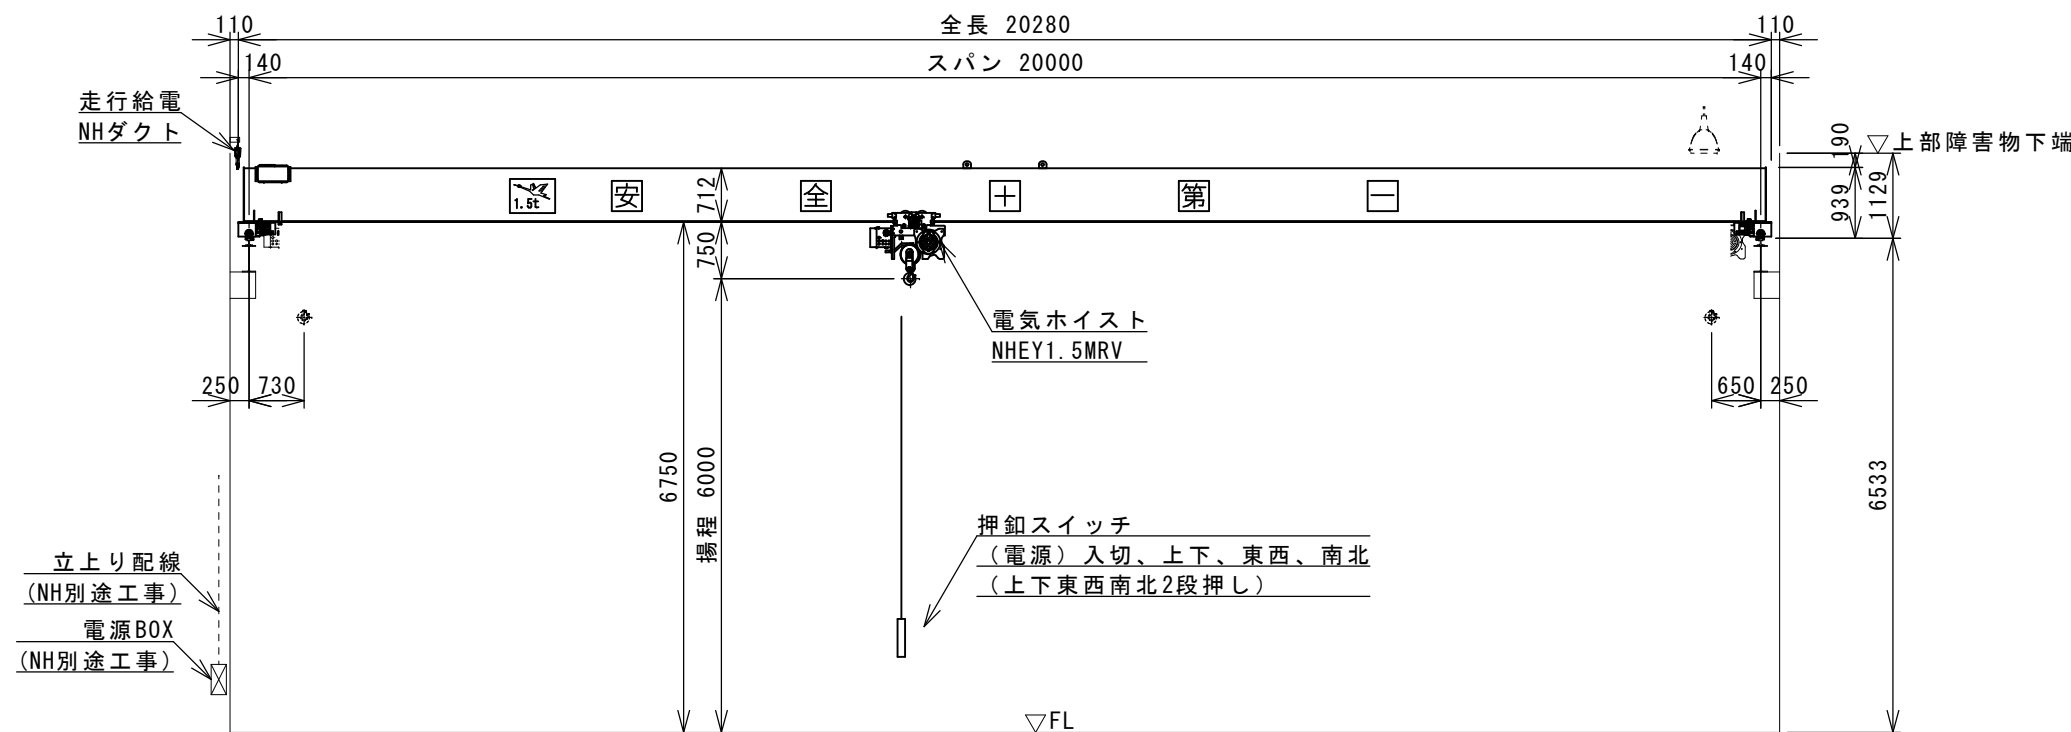 110
全長 20280
110
140
スパン 20000
140
走行給電
NHダクト
190
上部障害物下端
939
1129
712
1.5t
安
全
十
第
一
750
電気ホイスト
NHEY1.5MRV
250
730
650
250
6750
揚程 6000
6533
押釦スイッチ
(電源)入切、上下、東西、南北
(上下東西南北2段押し)
立上り配線
(NH別途工事)
電源BOX
(NH別途工事)
FL